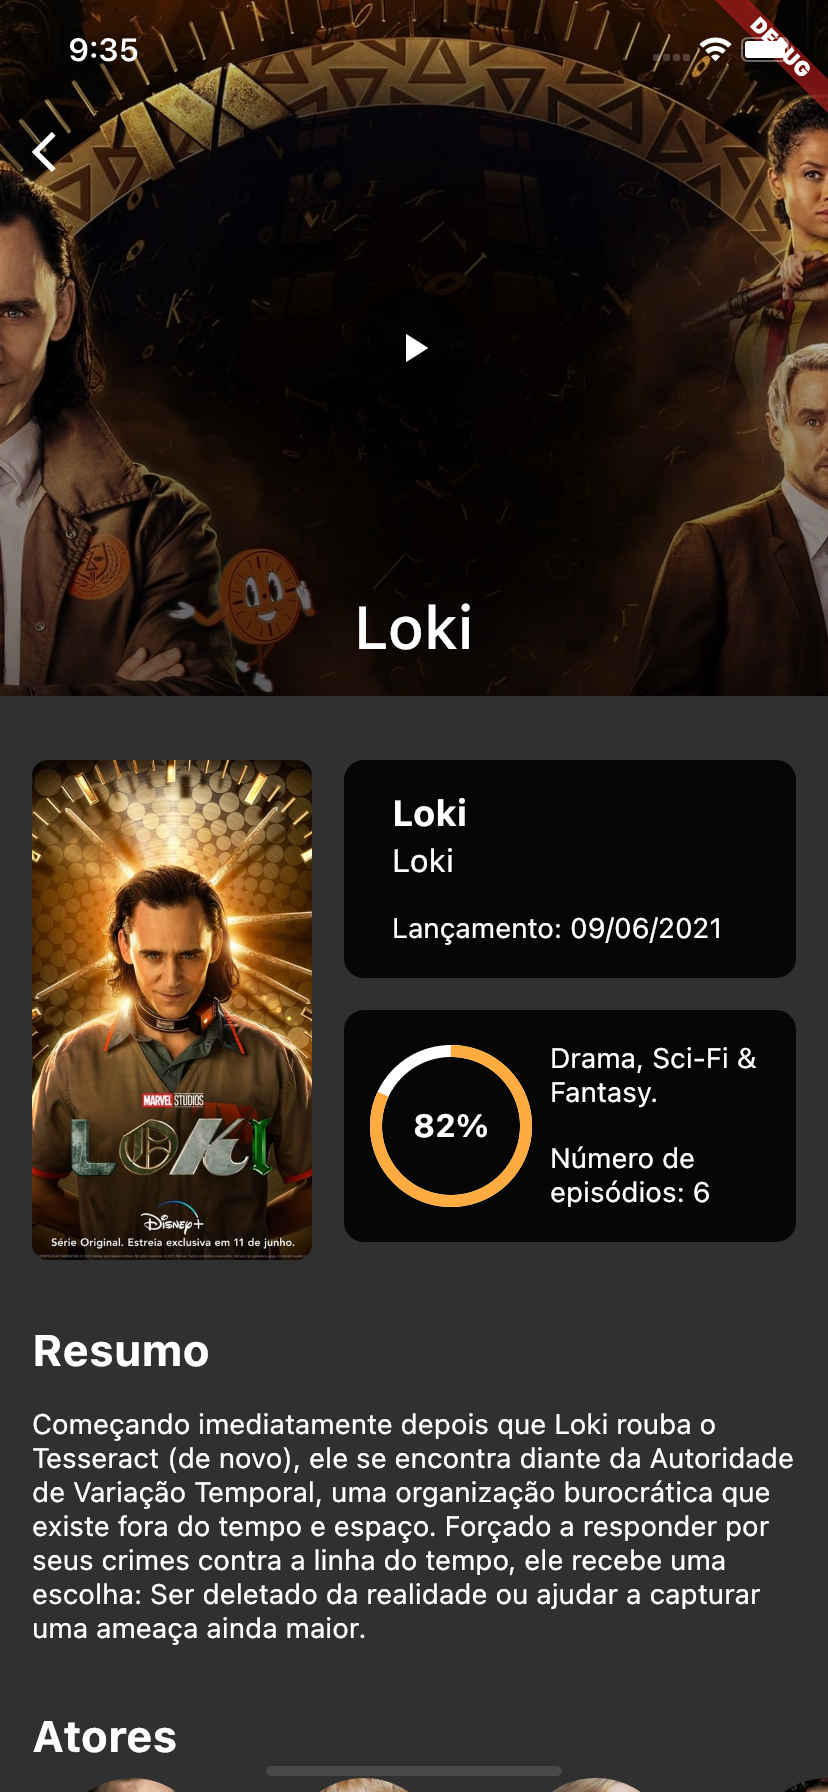 9:35
DEBUG
Loki
Loki
Loki
Lançamento: 09/06/2021
MARVEL STUDIOS
LOKI
Disney+
Série Original. Estreia exclusiva em 11 de junho.
82%
Drama, Sci-Fi &
Fantasy.
Número de
episódios: 6
Resumo
Começando imediatamente depois que Loki rouba o
Tesseract (de novo), ele se encontra diante da Autoridade
de Variação Temporal, uma organização burocrática que
existe fora do tempo e espaço. Forçado a responder por
seus crimes contra a linha do tempo, ele recebe uma
escolha: Ser deletado da realidade ou ajudar a capturar
uma ameaça ainda maior.
Atores